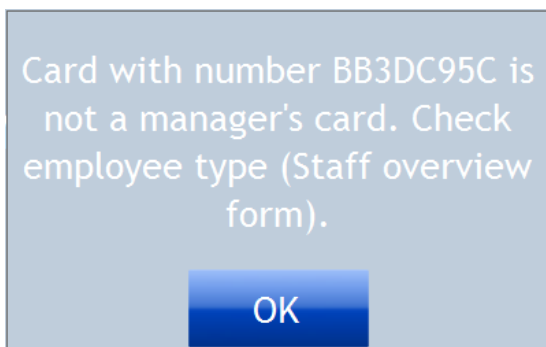 Card with number BB3DC95C is
not a manager's card. Check
employee type (Staff overview
form).
OK